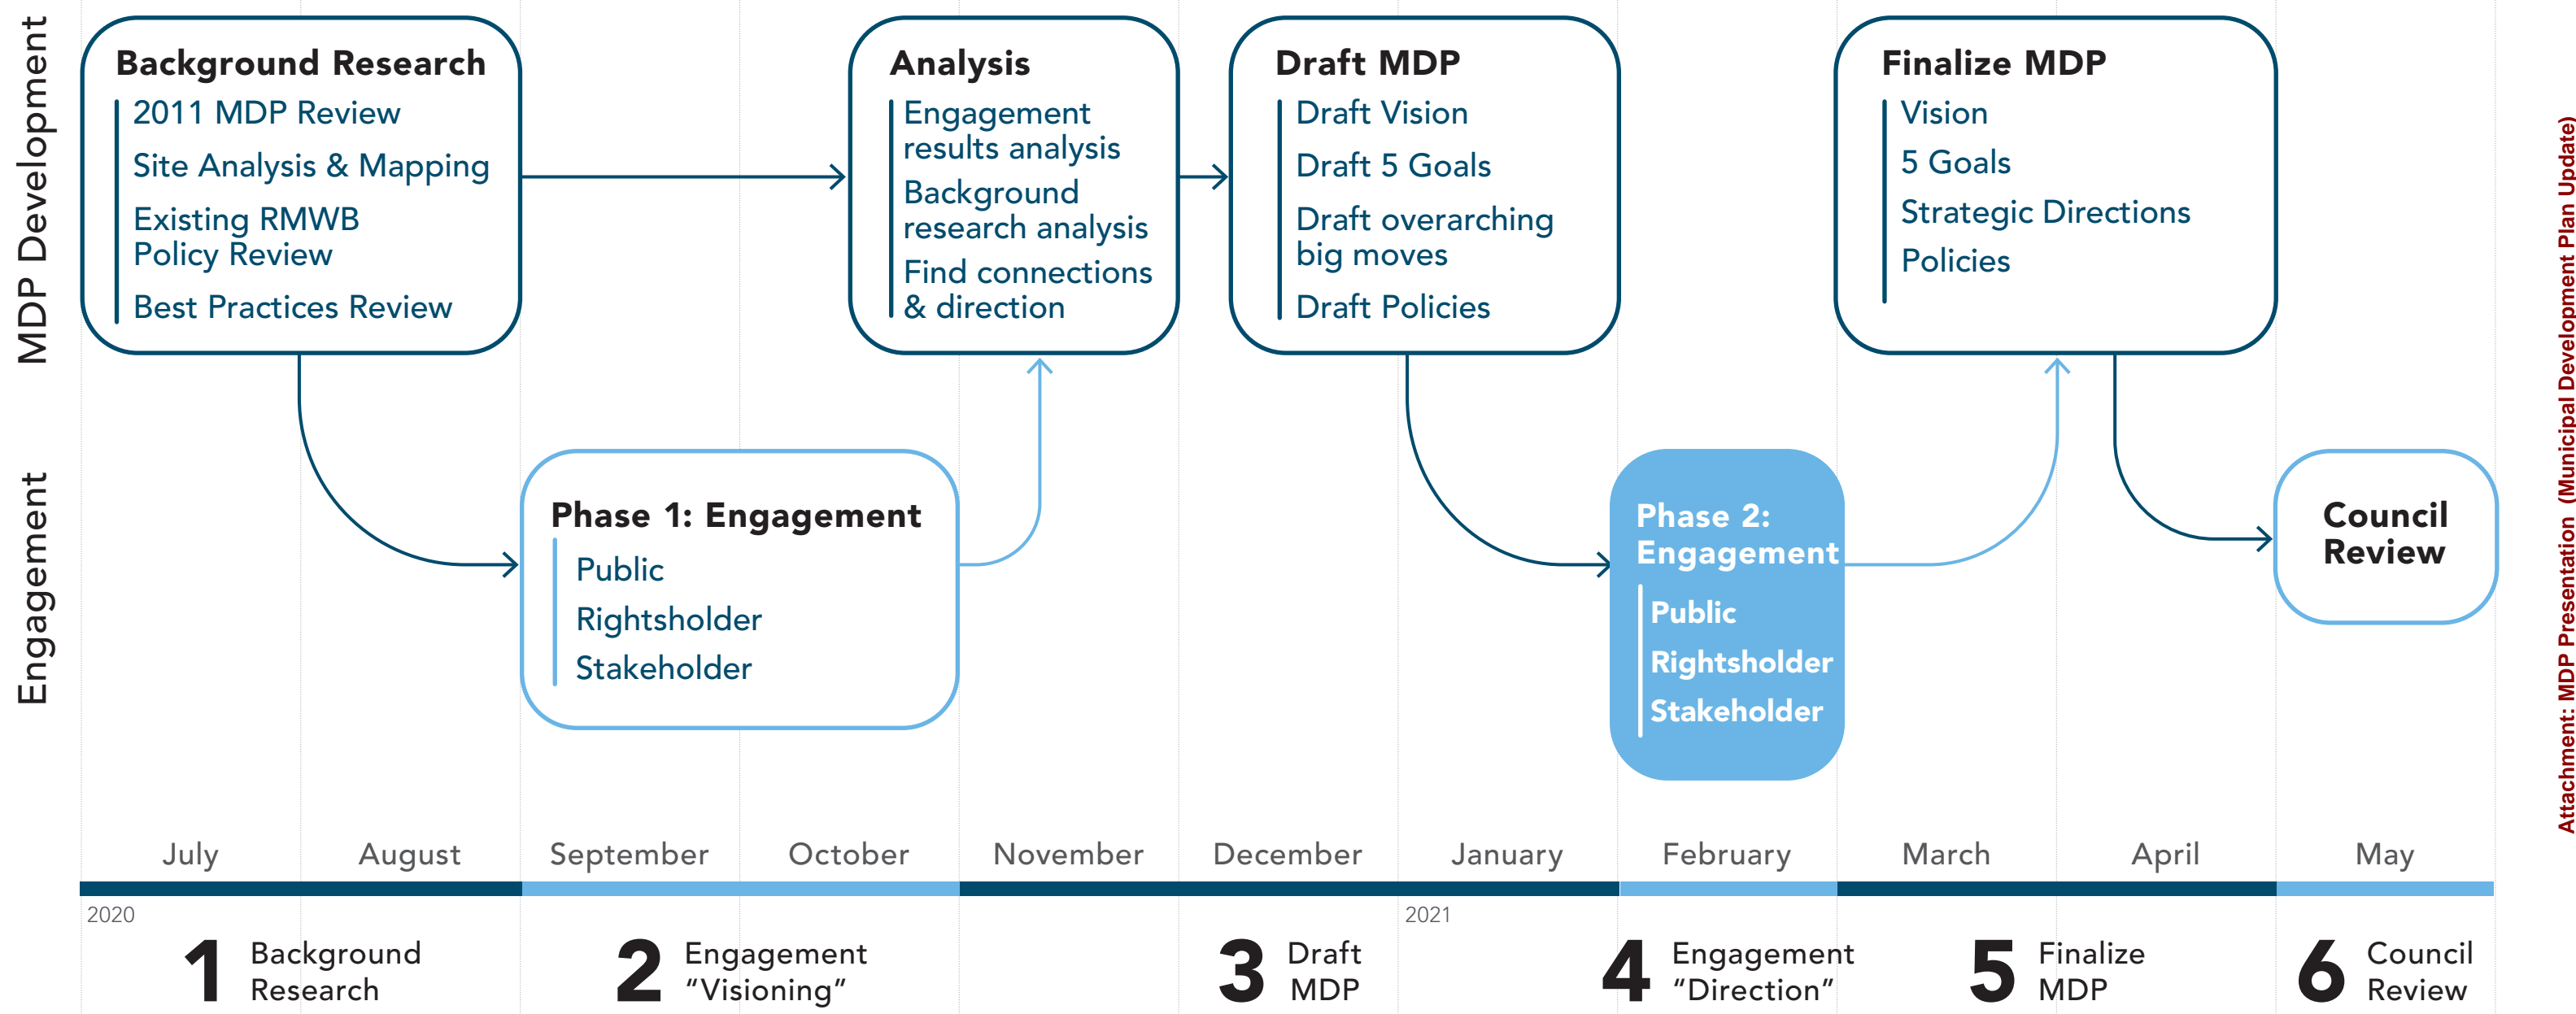 MDP Development
Background Research
2011 MDP Review
Site Analysis & Mapping
Existing RMWB
Policy Review
Best Practices Review
Analysis
Engagement
results analysis
Background
research analysis
Find connections
& direction
Draft MDP
Draft Vision
Draft 5 Goals
Draft overarching
big moves
Draft Policies
Finalize MDP
Vision
5 Goals
Strategic Directions
Policies
Engagement
Phase 1: Engagement
Public
Rightsholder
Stakeholder
Phase 2:
Engagement
Public
Rightsholder
Stakeholder
Council
Review
July August September October November December January February March April May
2020 2021
1 Background
Research
2 Engagement
“Visioning”
3 Draft
MDP
4 Engagement
“Direction”
5 Finalize
MDP
6 Council
Review
Attachment: MDP Presentation (Municipal Development Plan Update)